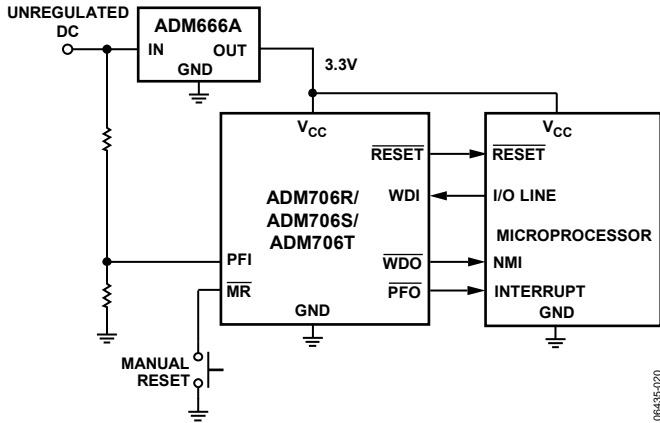 UNREGULATED
DC
ADM666A
IN OUT
GND
3.3V
VCC
VCC
RESET
RESET
WDI
I/O LINE
ADM706R/
ADM706S/
ADM706T
MICROPROCESSOR
PFI
WDO
NMI
MR
PFO
INTERRUPT
GND
GND
MANUAL
RESET
06435-020